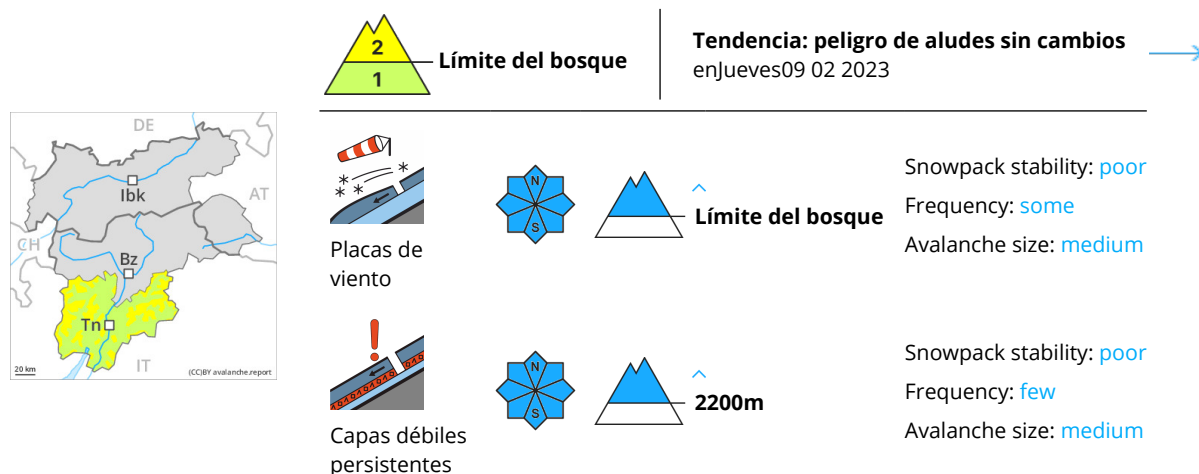 2
1
Límite del bosque
Tendencia: peligro de aludes sin cambios
enJueves09 02 2023
DE
Ibk
AT
CH
Bz
Tn
IT
20 km
(CC)BY avalanche.report
Placas de
viento
N
S
Límite del bosque
Snowpack stability: poor
Frequency: some
Avalanche size: medium
Capas débiles
persistentes
N
S
2200m
Snowpack stability: poor
Frequency: few
Avalanche size: medium